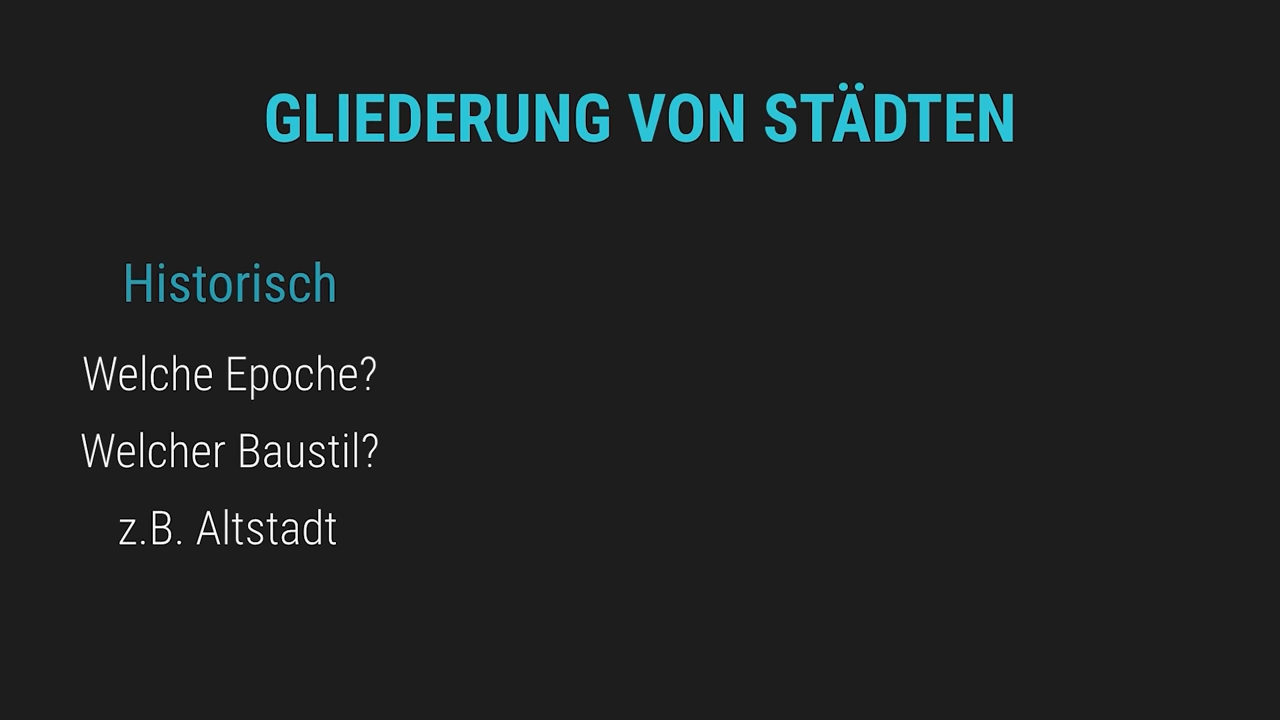 GLIEDERUNG VON STÄDTEN
Historisch
Welche Epoche?
Welcher Baustil?
z.B. Altstadt